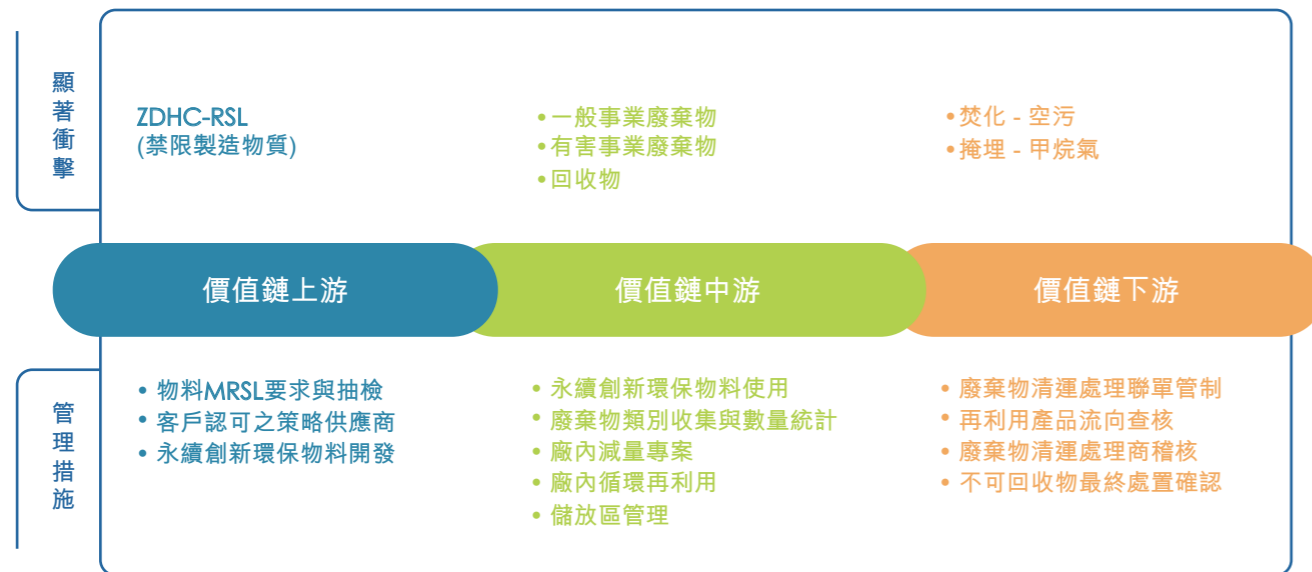 顯著衝擊
ZDHC-RSL
(禁限製造物質)
•一般事業廢棄物
•有害事業廢棄物
•回收物
•焚化 - 空污
•掩埋 - 甲烷氣
價值鏈上游
價值鏈中游
價值鏈下游
管理措施
• 物料MRSL要求與抽檢
• 客戶認可之策略供應商
• 永續創新環保物料開發
• 永續創新環保物料使用
• 廢棄物類別收集與數量統計
• 廠內減量專案
• 廠內循環再利用
• 儲放區管理
• 廢棄物清運處理聯單管制
• 再利用產品流向查核
• 廢棄物清運處理商稽核
• 不可回收物最終處置確認